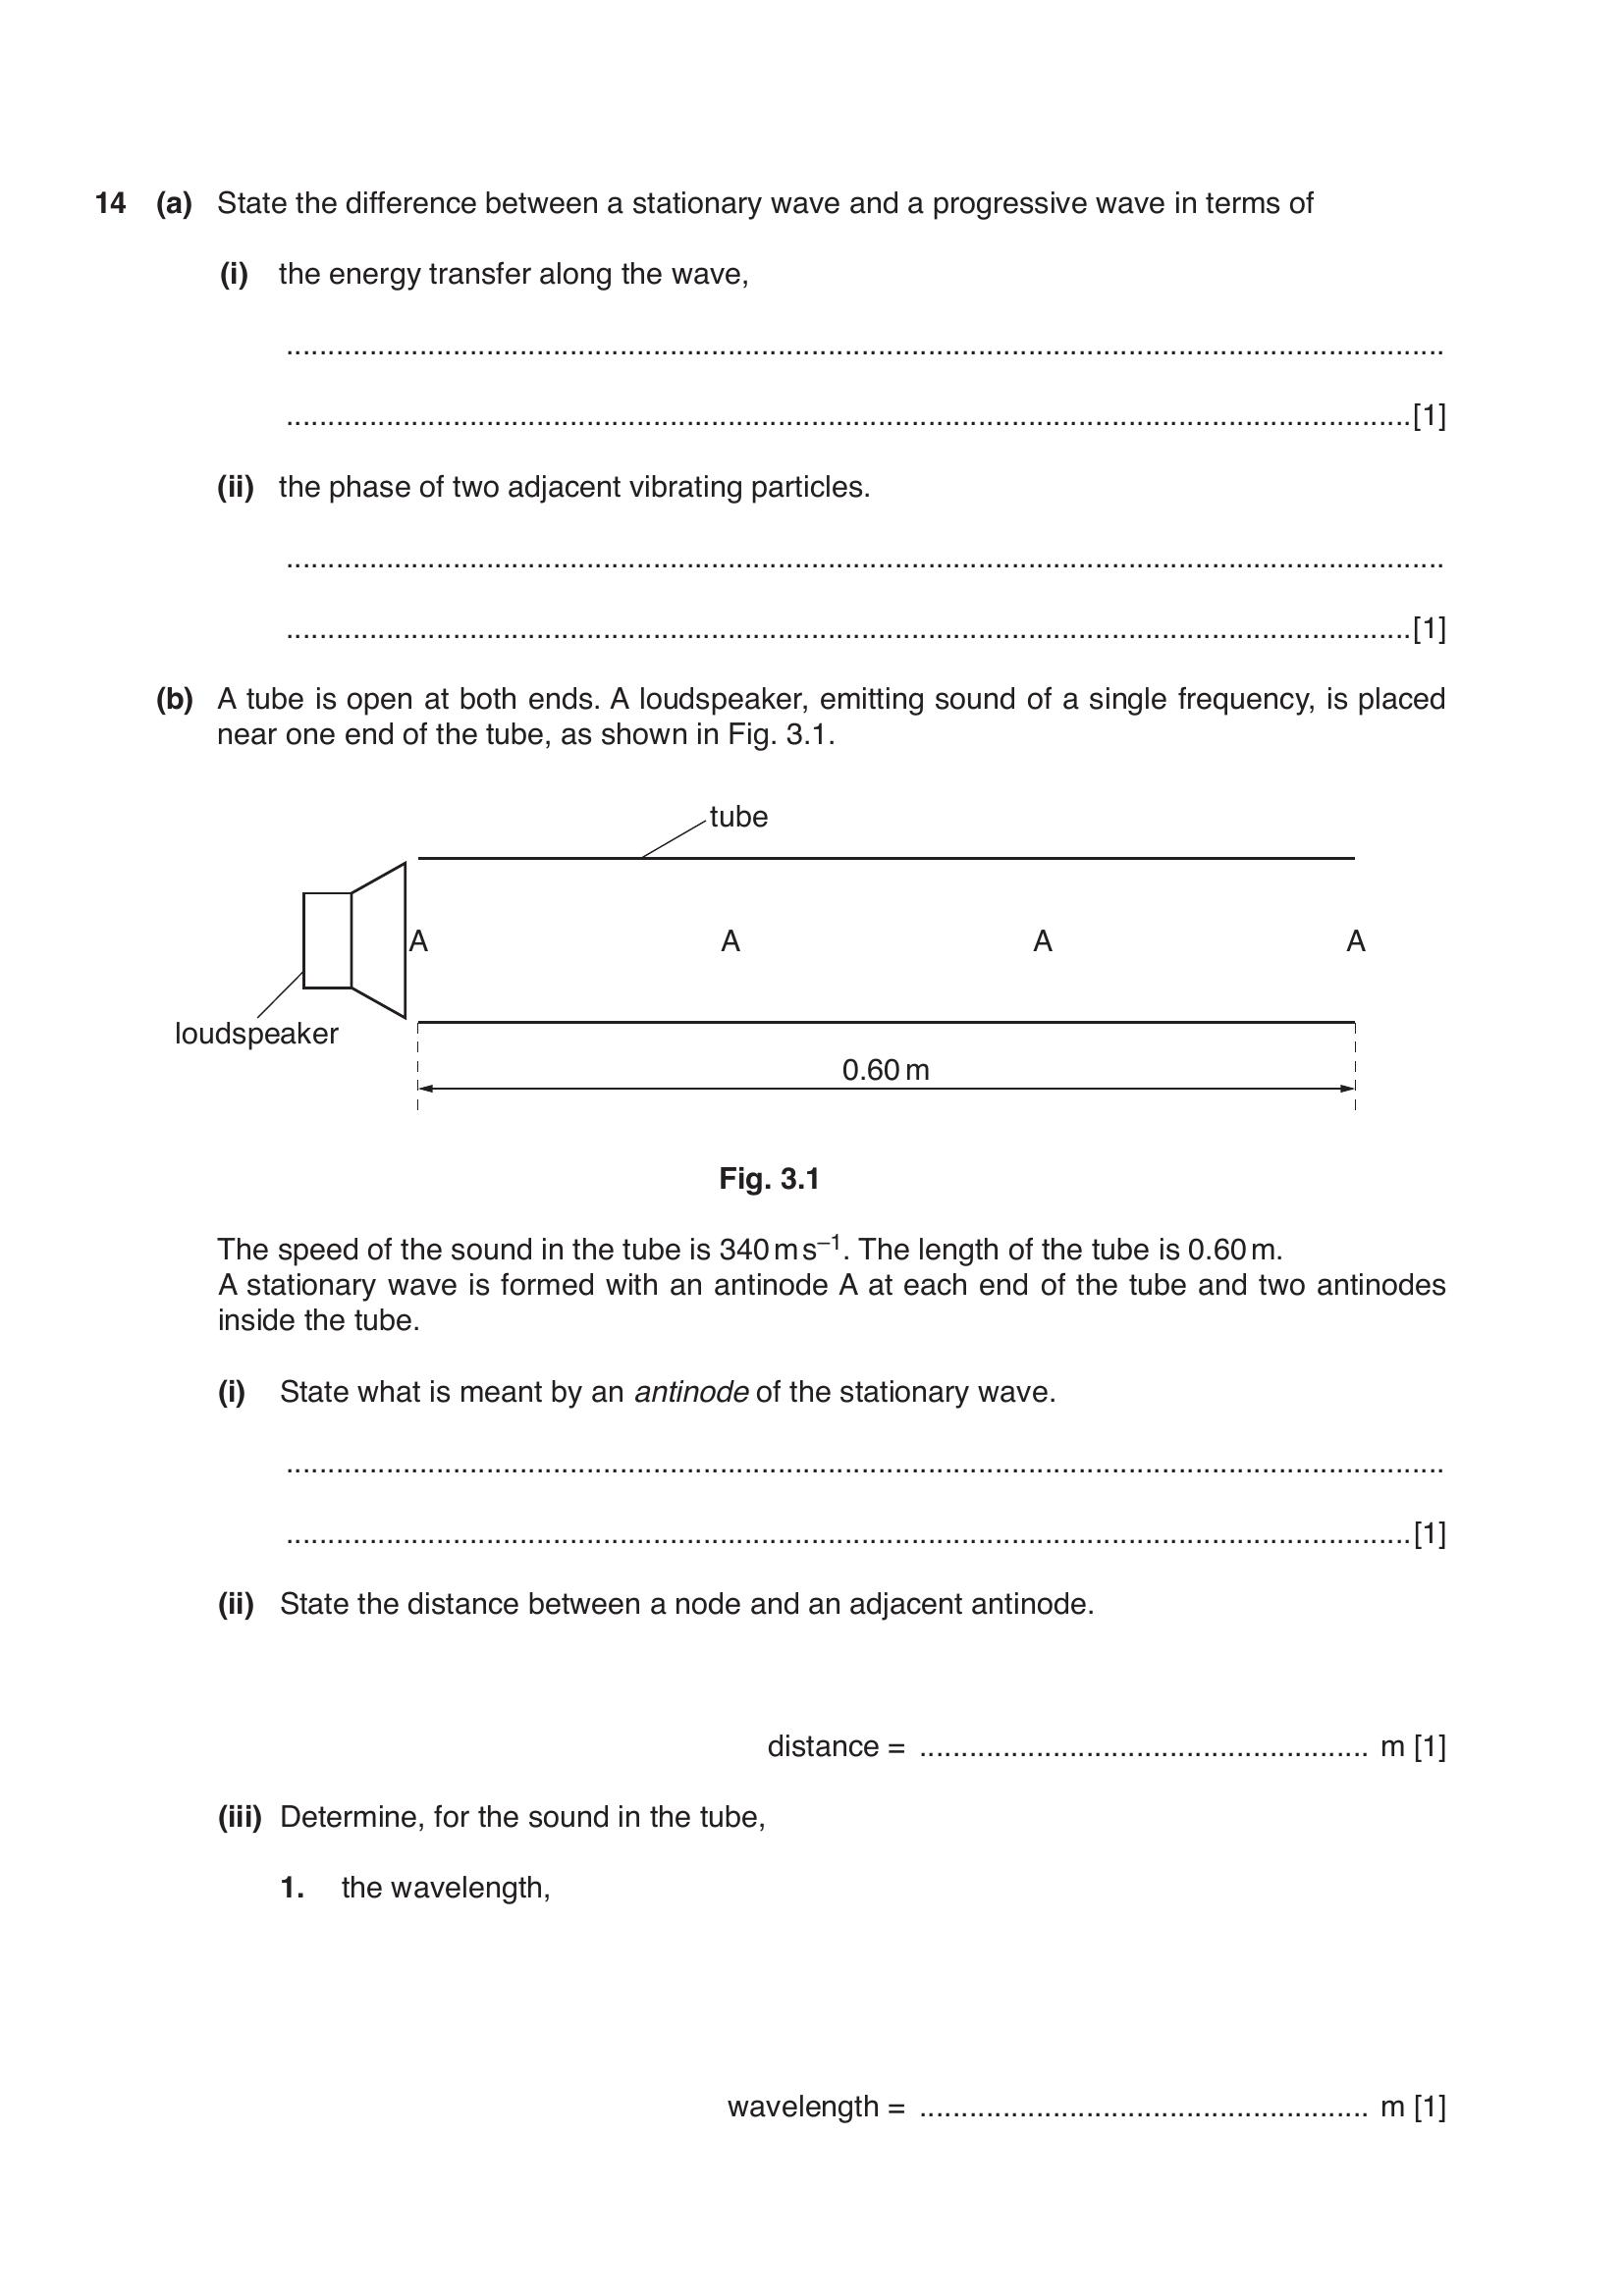 14 (a) State the difference between a stationary wave and a progressive wave in terms of
(i) the energy transfer along the wave,
..........................................................................................................................................
......................................................................................................................................[1]
(ii) the phase of two adjacent vibrating particles.
..........................................................................................................................................
......................................................................................................................................[1]
(b) A tube is open at both ends. A loudspeaker, emitting sound of a single frequency, is placed
near one end of the tube, as shown in Fig. 3.1.
tube
A A A A
loudspeaker
0.60 m
Fig. 3.1
The speed of the sound in the tube is 340 m s⁻¹. The length of the tube is 0.60 m.
A stationary wave is formed with an antinode A at each end of the tube and two antinodes
inside the tube.
(i) State what is meant by an antinode of the stationary wave.
..........................................................................................................................................
......................................................................................................................................[1]
(ii) State the distance between a node and an adjacent antinode.
distance = ...................................................... m [1]
(iii) Determine, for the sound in the tube,
1. the wavelength,
wavelength = ...................................................... m [1]